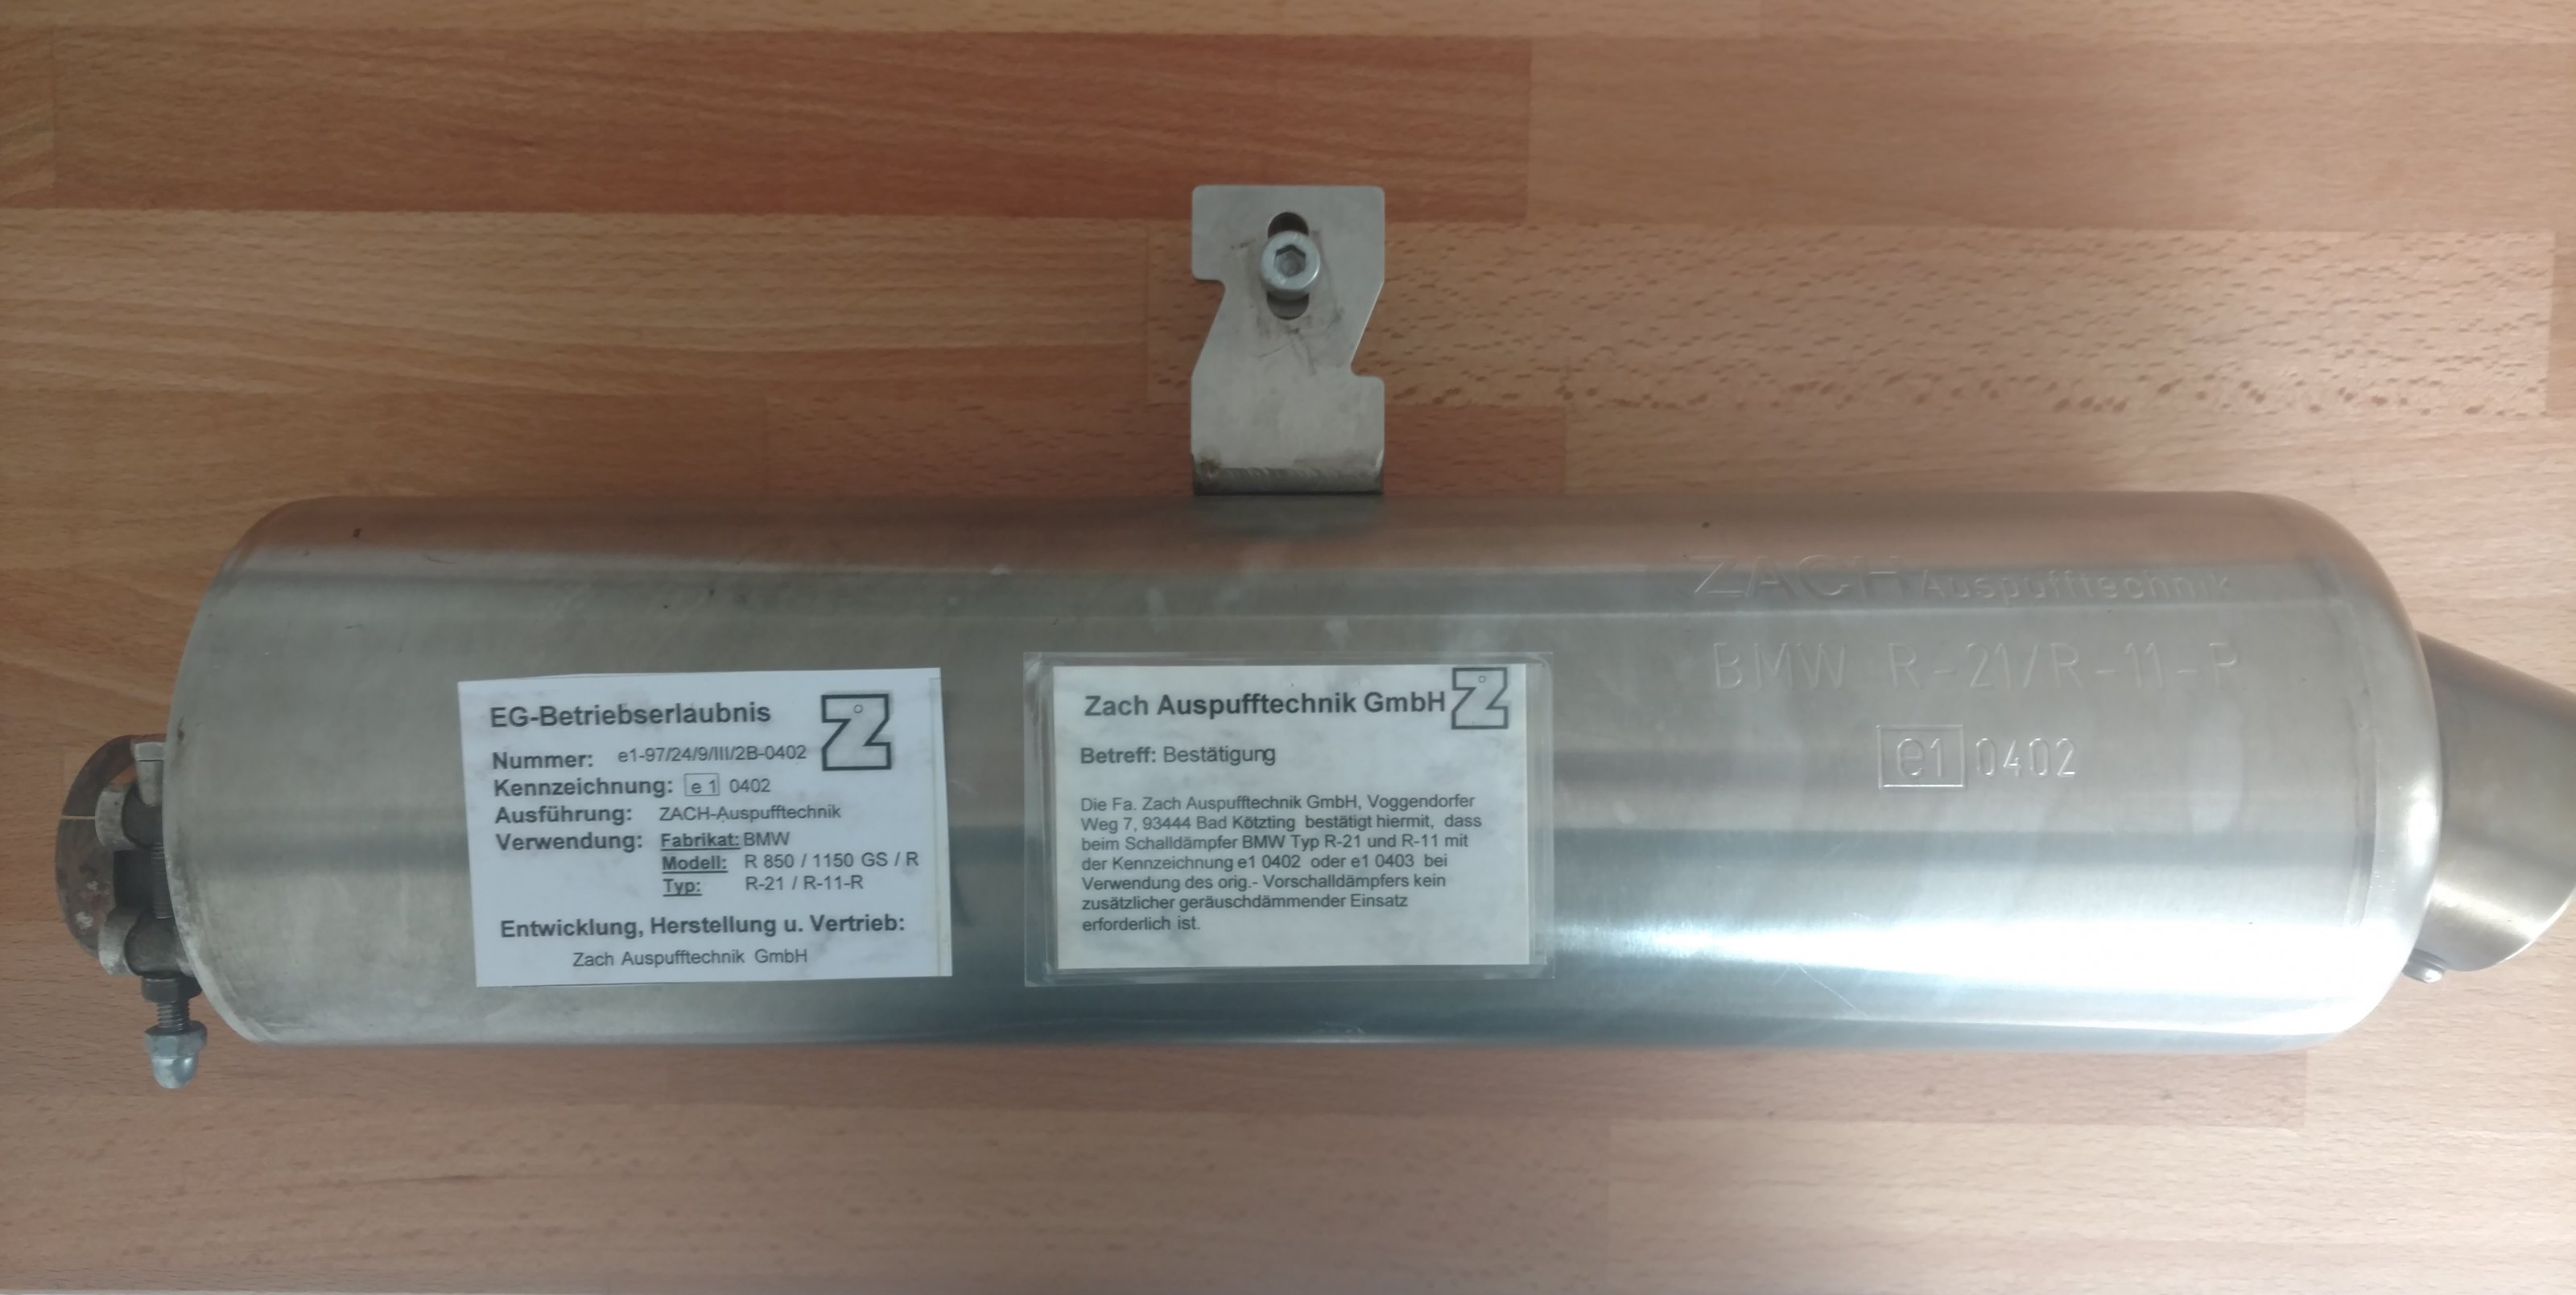 EG-Betriebserlaubnis
Z
Nummer: e1-97/24/9/III/2B-0402
Kennzeichnung: e 1 0402
Ausführung: ZACH-Auspufftechnik
Verwendung: Fabrikat: BMW
Modell: R 850 / 1150 GS / R
Typ: R-21 / R-11-R
Entwicklung, Herstellung u. Vertrieb:
Zach Auspufftechnik GmbH
Zach Auspufftechnik GmbH Z
Betreff: Bestätigung
Die Fa. Zach Auspufftechnik GmbH, Voggendorfer
Weg 7, 93444 Bad Kötzting bestätigt hiermit, dass
beim Schalldämpfer BMW Typ R-21 und R-11 mit
der Kennzeichnung e1 0402 oder e1 0403 bei
Verwendung des orig.- Vorschalldämpfers kein
zusätzlicher geräuschdämmender Einsatz
erforderlich ist.
ZACH Auspufftechnik
BMW R-21/R-11-R
e1 0402